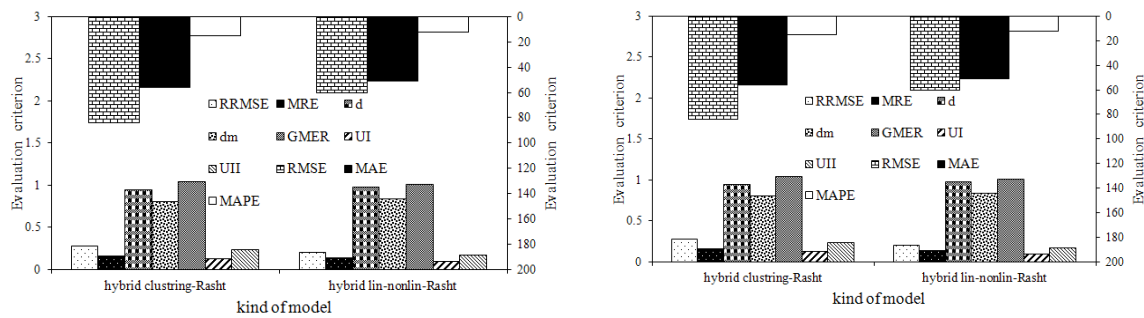 3
2.5
2
1.5
1
0.5
0
Evaluation criterion
0
20
40
60
80
100
120
140
160
180
200
Evaluation criterion
RRMSE MRE d
dm GMER UI
UII RMSE MAE
MAPE
hybrid clustring-Rasht hybrid lin-nonlin-Rasht
kind of model
3
2.5
2
1.5
1
0.5
0
Evaluation criterion
0
20
40
60
80
100
120
140
160
180
200
Evaluation criterion
RRMSE MRE d
dm GMER UI
UII RMSE MAE
MAPE
hybrid clustring-Rasht hybrid lin-nonlin-Rasht
kind of model